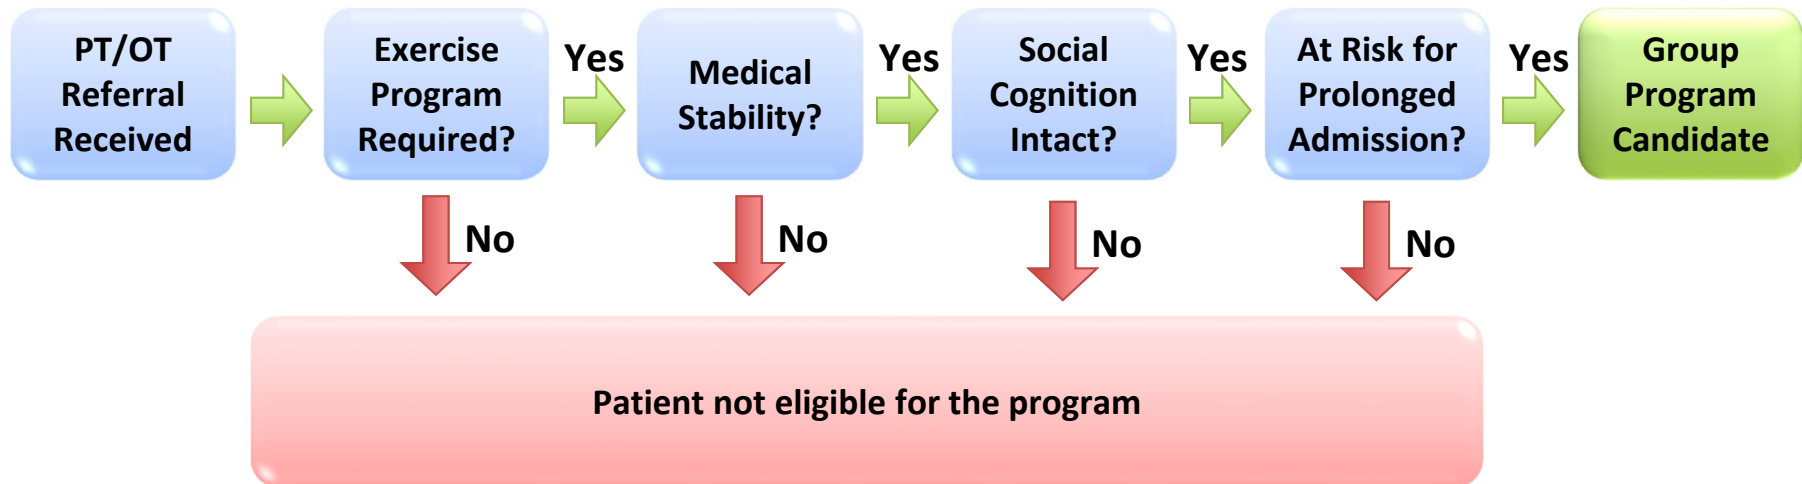 PT/OT
Referral
Received
Exercise
Program
Required?
Yes
Medical
Stability?
Yes
Social
Cognition
Intact?
Yes
At Risk for
Prolonged
Admission?
Yes
Group
Program
Candidate
No
No
No
No
Patient not eligible for the program